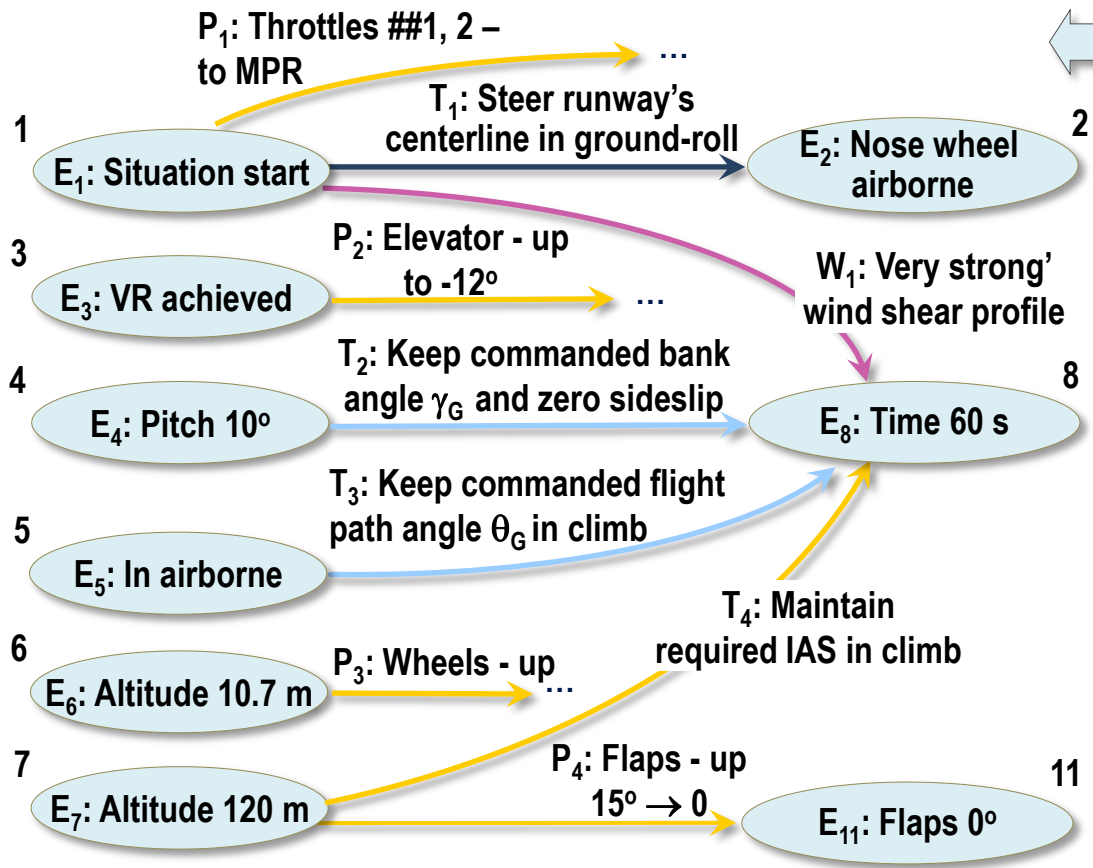 P₁: Throttles ##1, 2 –
to MPR
...
T₁: Steer runway's
centerline in ground-roll
1
E₁: Situation start
2
E₂: Nose wheel
airborne
3
E₃: VR achieved
P₂: Elevator - up
to -12º
...
W₁: Very strong’
wind shear profile
4
E₄: Pitch 10º
T₂: Keep commanded bank
angle γG and zero sideslip
8
E₈: Time 60 s
T₃: Keep commanded flight
path angle θG in climb
5
E₅: In airborne
T₄: Maintain
required IAS in climb
6
E₆: Altitude 10.7 m
P₃: Wheels - up
...
7
E₇: Altitude 120 m
P₄: Flaps - up
15º → 0
11
E₁₁: Flaps 0º